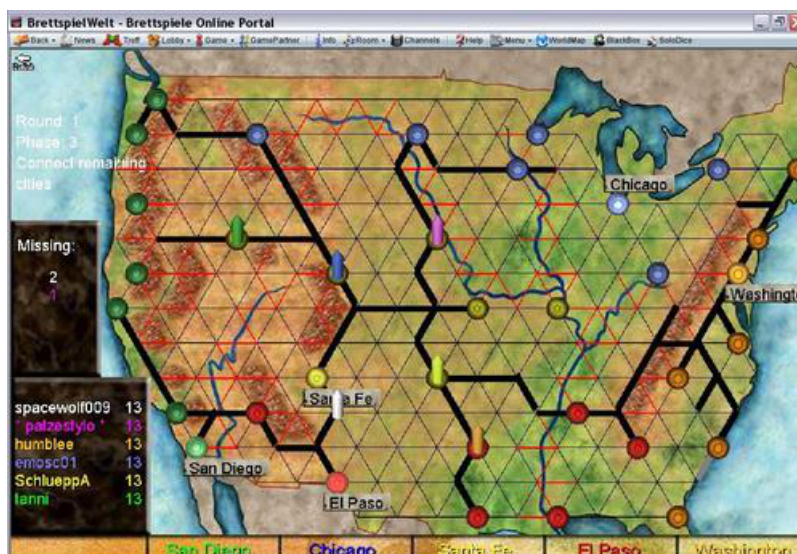 BrettspielWelt - Brettspiele Online Portal
Back News Treff Lobby Game GamePartner Info Room Channels Help Menu WorldMap BlackBox SoloDice
Round: 1
Phase: 3
Connect remaining
cities
Chicago
Missing:
2
1
Washingto
Santa Fe
spacewolf009 13
* palzestylo * 13
humblee 13
emosc01 13
SchlueppA 13
tanni 13
San Diego
El Paso
San Diego Chicago Santa Fe El Paso Washington